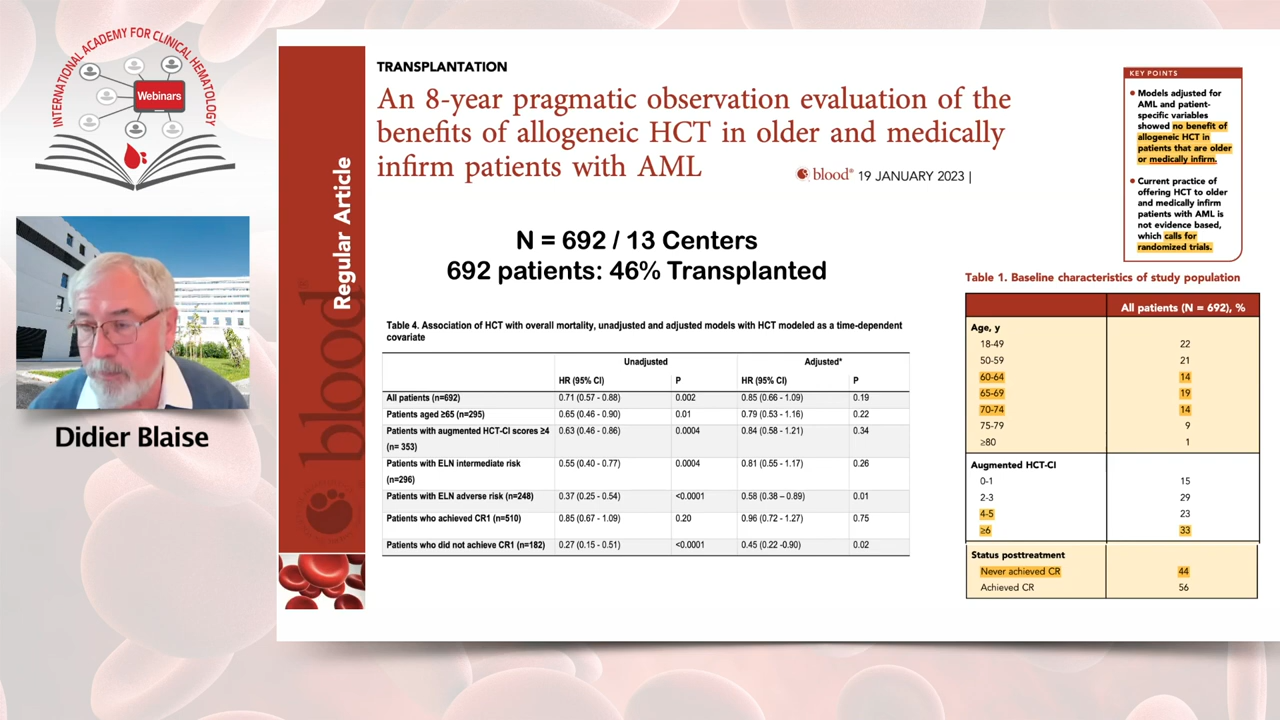 INTERNATIONAL ACADEMY FOR CLINICAL HEMATOLOGY
Webinars
Didier Blaise
Regular Article
blood
TRANSPLANTATION
An 8-year pragmatic observation evaluation of the
benefits of allogeneic HCT in older and medically
infirm patients with AML
blood® 19 JANUARY 2023 |
N = 692 / 13 Centers
692 patients: 46% Transplanted
Table 4. Association of HCT with overall mortality, unadjusted and adjusted models with HCT modeled as a time-dependent
covariate
Unadjusted Adjusted*
HR (95% CI) P HR (95% CI) P
All patients (n=692) 0.71 (0.57 - 0.88) 0.002 0.85 (0.66 - 1.09) 0.19
Patients aged ≥65 (n=295) 0.65 (0.46 - 0.90) 0.01 0.79 (0.53 - 1.16) 0.22
Patients with augmented HCT-CI scores ≥4 0.63 (0.46 - 0.86) 0.0004 0.84 (0.58 - 1.21) 0.34
(n= 353)
Patients with ELN intermediate risk 0.55 (0.40 - 0.77) 0.0004 0.81 (0.55 - 1.17) 0.26
(n=296)
Patients with ELN adverse risk (n=248) 0.37 (0.25 - 0.54) <0.0001 0.58 (0.38 – 0.89) 0.01
Patients who achieved CR1 (n=510) 0.85 (0.67 - 1.09) 0.20 0.96 (0.72 - 1.27) 0.75
Patients who did not achieve CR1 (n=182) 0.27 (0.15 - 0.51) <0.0001 0.45 (0.22 -0.90) 0.02
KEY POINTS
• Models adjusted for
AML and patient-
specific variables
showed no benefit of
allogeneic HCT in
patients that are older
or medically infirm.
• Current practice of
offering HCT to older
and medically infirm
patients with AML is
not evidence based,
which calls for
randomized trials.
Table 1. Baseline characteristics of study population
All patients (N = 692), %
Age, y
18-49 22
50-59 21
60-64 14
65-69 19
70-74 14
75-79 9
≥80 1
Augmented HCT-CI
0-1 15
2-3 29
4-5 23
≥6 33
Status posttreatment
Never achieved CR 44
Achieved CR 56